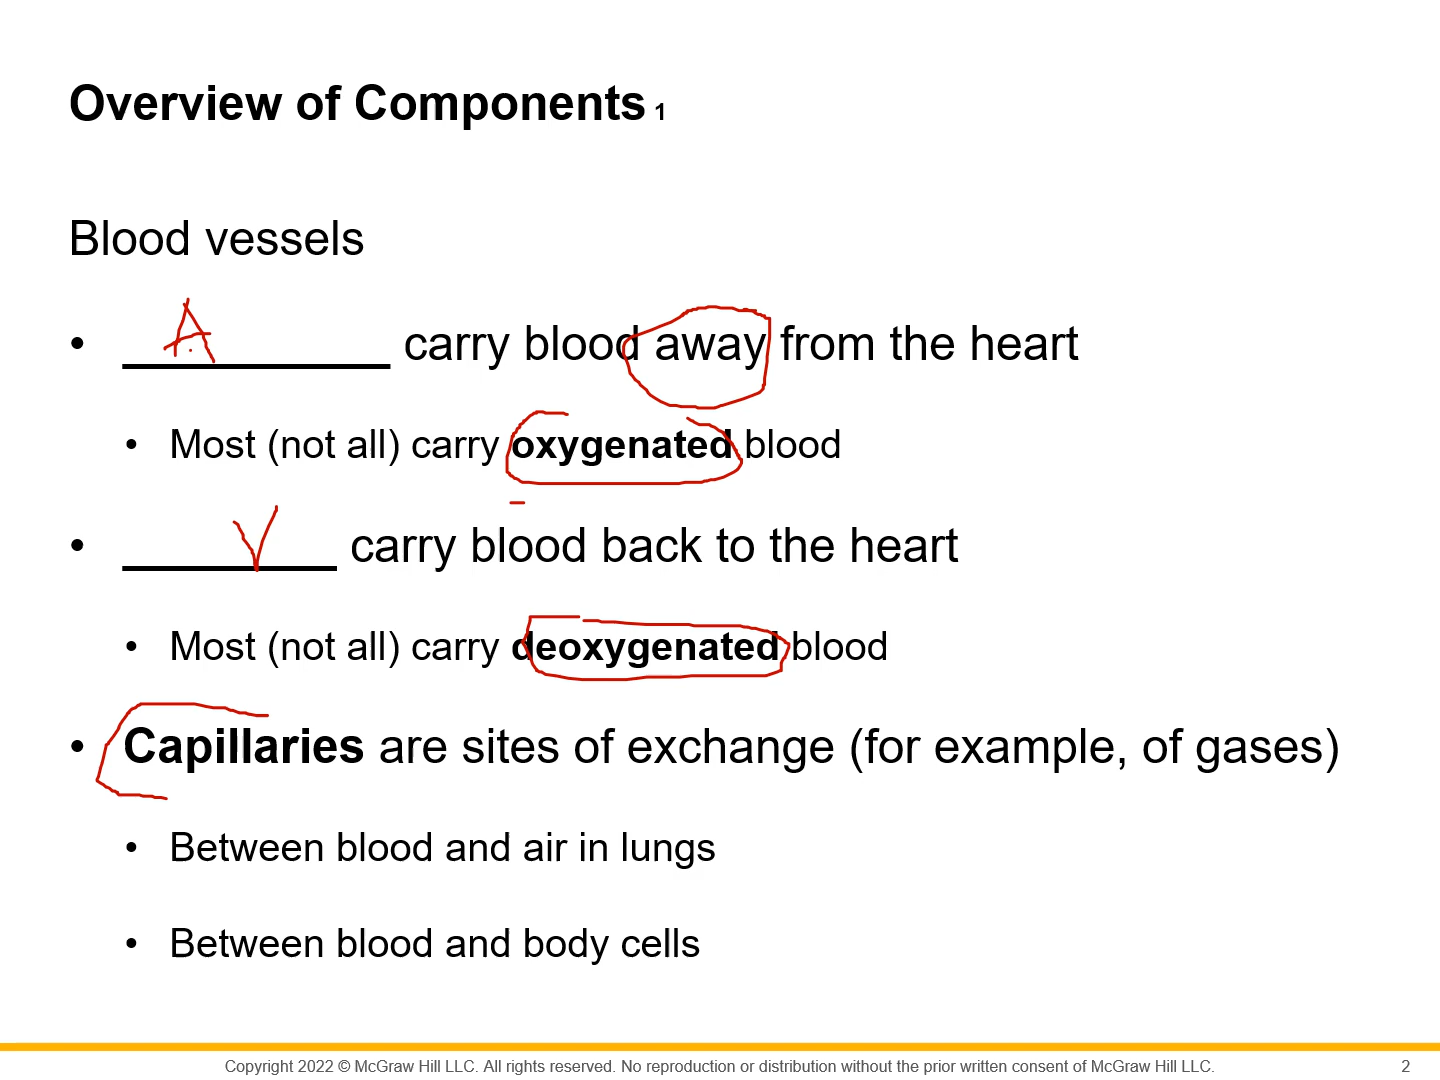 Overview of Components 1
Blood vessels
• A carry blood away from the heart
• Most (not all) carry oxygenated blood
• V carry blood back to the heart
• Most (not all) carry deoxygenated blood
• Capillaries are sites of exchange (for example, of gases)
• Between blood and air in lungs
• Between blood and body cells
Copyright 2022 © McGraw Hill LLC. All rights reserved. No reproduction or distribution without the prior written consent of McGraw Hill LLC. 2